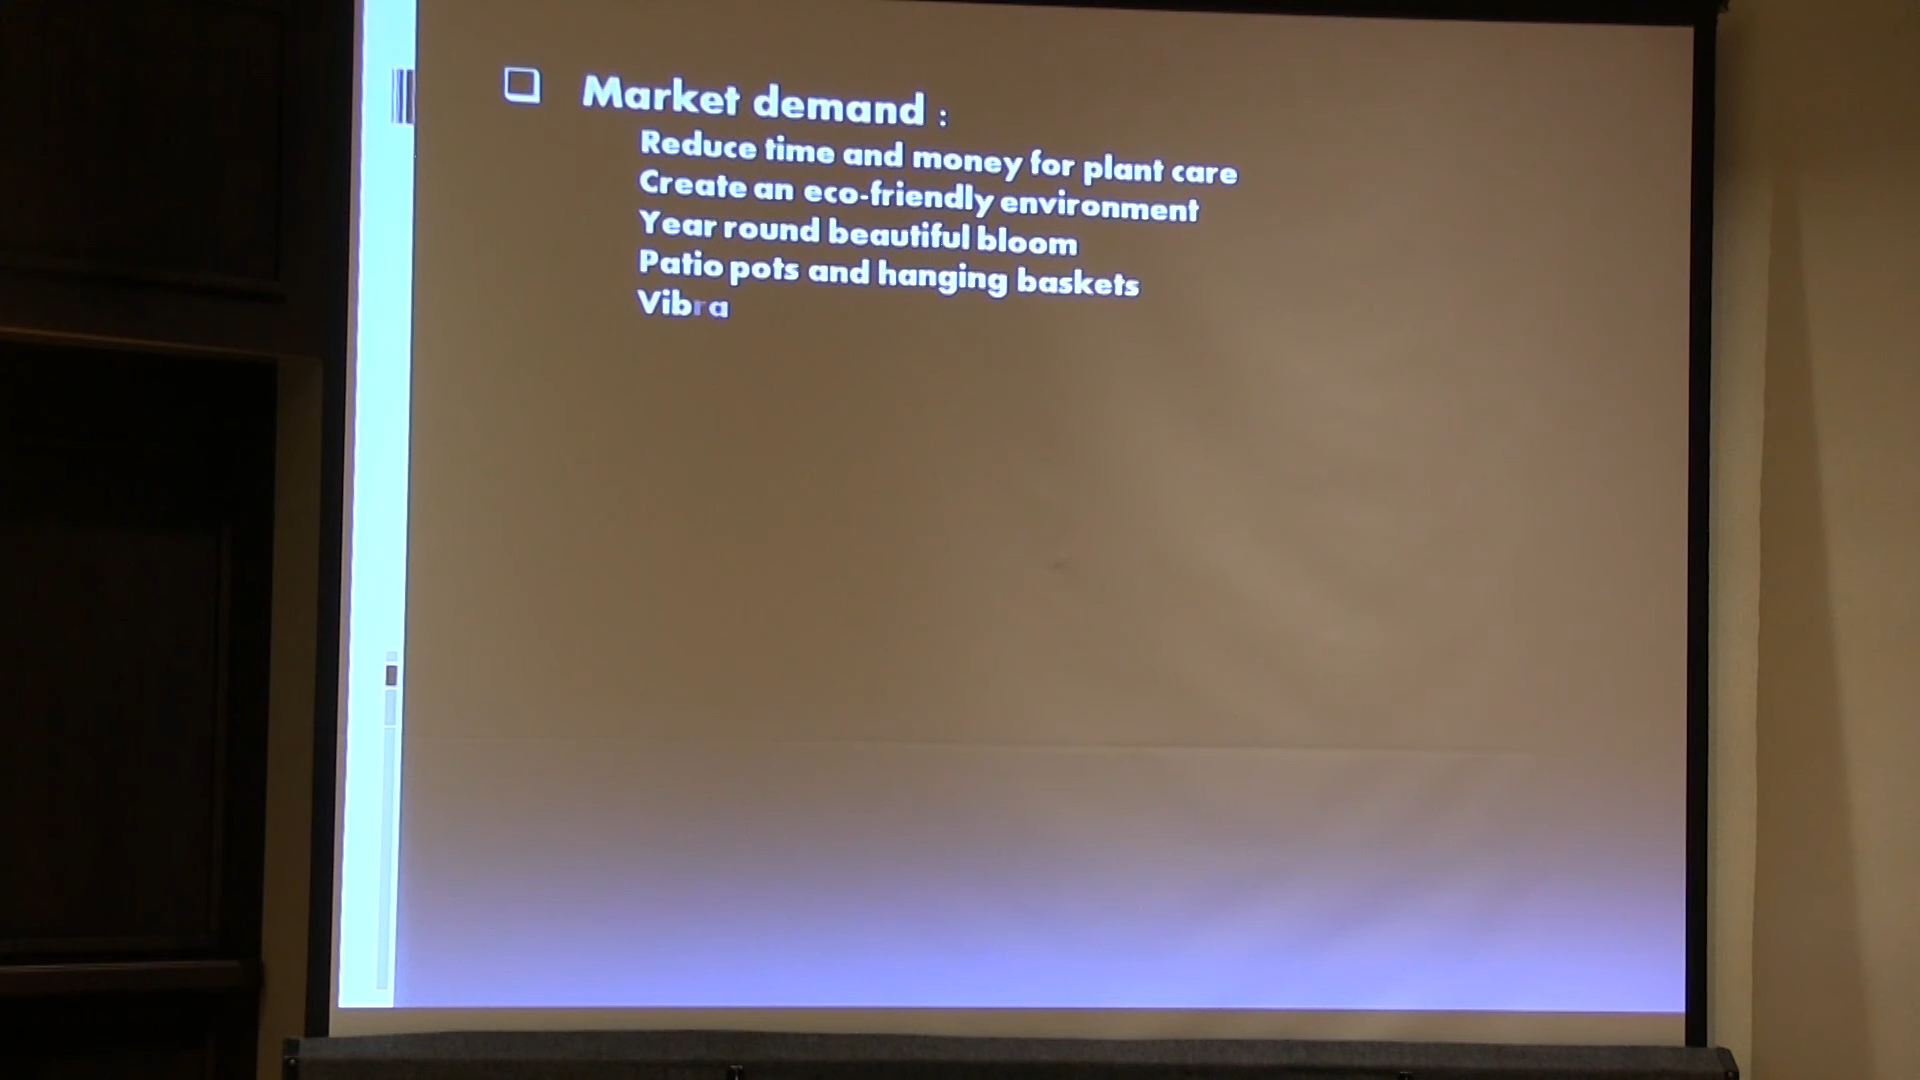 Market demand :
Reduce time and money for plant care
Create an eco-friendly environment
Year round beautiful bloom
Patio pots and hanging baskets
Vibra